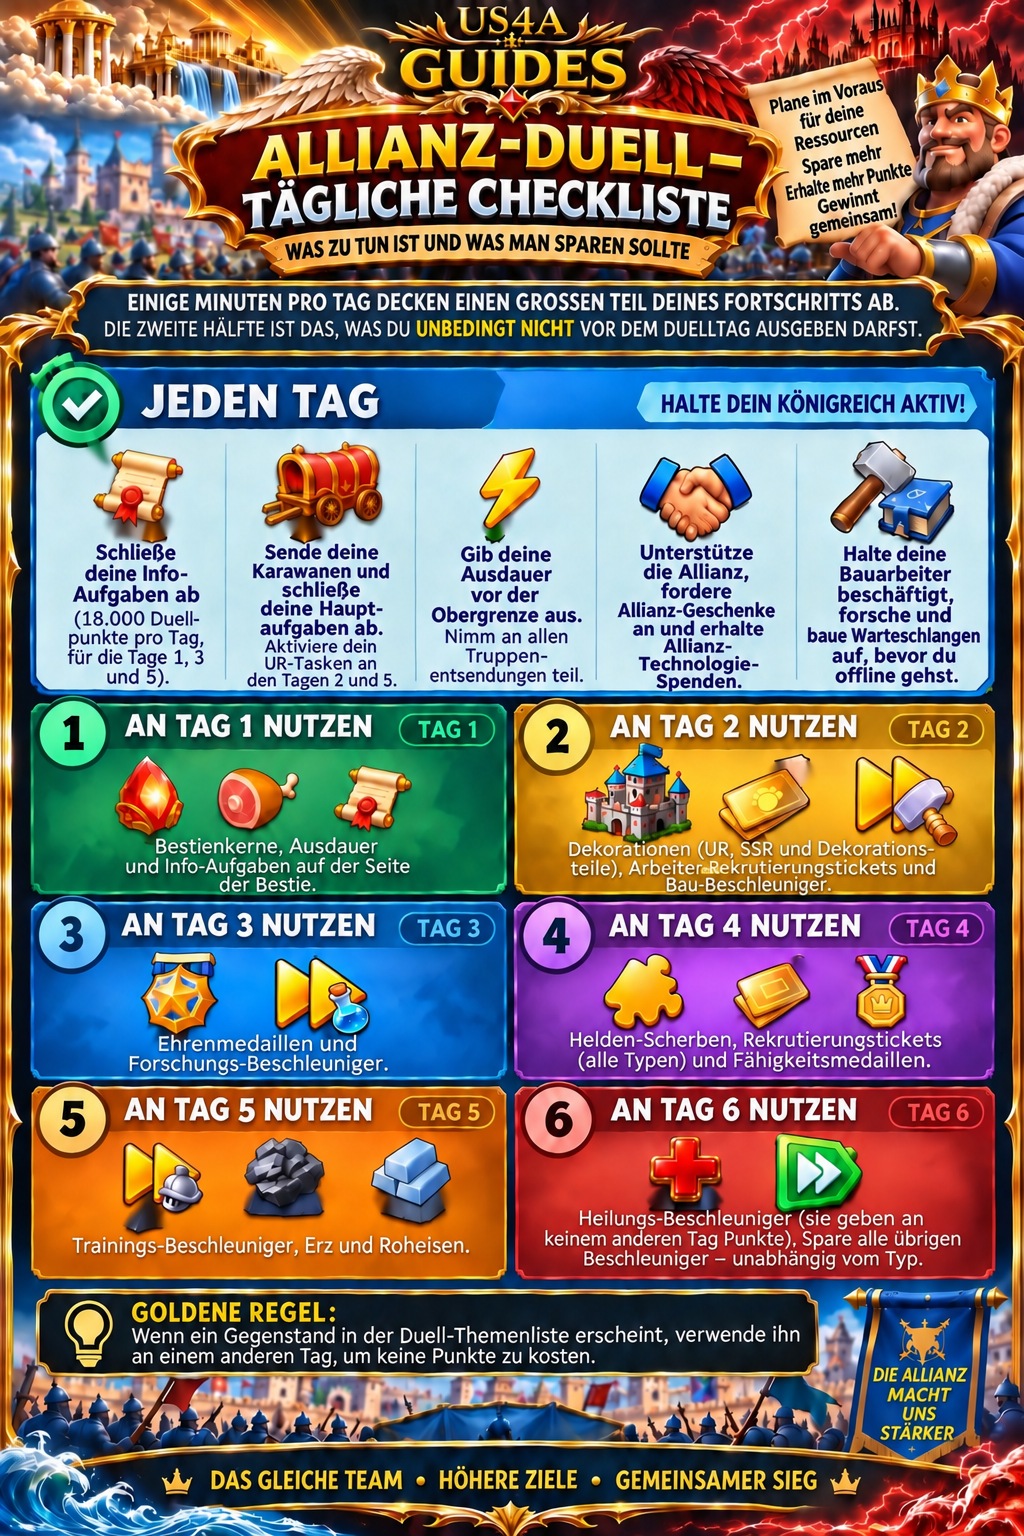 US4A
GUIDES
ALLIANZ-DUELL–
TÄGLICHE CHECKLISTE
WAS ZU TUN IST UND WAS MAN SPAREN SOLLTE
Plane im Voraus
für deine
Ressourcen
Spare mehr
Erhalte mehr Punkte
Gewinnt
gemeinsam!
EINIGE MINUTEN PRO TAG DECKEN EINEN GROSSEN TEIL DEINES FORTSCHRITTS AB.
DIE ZWEITE HÄLFTE IST DAS, WAS DU UNBEDINGT NICHT VOR DEM DUELLTAG AUSGEBEN DARFST.
JEDEN TAG
HALTE DEIN KÖNIGREICH AKTIV!
Schließe
deine Info-
Aufgaben ab
(18.000 Duell-
punkte pro Tag,
für die Tage 1, 3
und 5).
Sende deine
Karawanen und
schließe
deine Haupt-
aufgaben ab.
Aktiviere dein
UR-Tasken an
den Tagen 2 und 5.
Gib deine
Ausdauer
vor der
Obergrenze aus.
Nimm an allen
Truppen-
entsendungen teil.
Unterstütze
die Allianz,
fordere
Allianz-Geschenke
an und erhalte
Allianz-
Technologie-
Spenden.
Halte deine
Bauarbeiter
beschäftigt,
forsche und
baue Warteschlangen
auf, bevor du
offline gehst.
1
AN TAG 1 NUTZEN
TAG 1
Bestienkerne, Ausdauer
und Info-Aufgaben auf der Seite
der Bestie.
2
AN TAG 2 NUTZEN
TAG 2
Dekorationen (UR, SSR und Dekorations-
teile), Arbeiter-Rekrutierungstickets und
Bau-Beschleuniger.
3
AN TAG 3 NUTZEN
TAG 3
Ehrenmedaillen und
Forschungs-Beschleuniger.
4
AN TAG 4 NUTZEN
TAG 4
Helden-Scherben, Rekrutierungstickets
(alle Typen) und Fähigkeitsmedaillen.
5
AN TAG 5 NUTZEN
TAG 5
Trainings-Beschleuniger, Erz und Roheisen.
6
AN TAG 6 NUTZEN
TAG 6
Heilungs-Beschleuniger (sie geben an
keinem anderen Tag Punkte), Spare alle übrigen
Beschleuniger – unabhängig vom Typ.
GOLDENE REGEL:
Wenn ein Gegenstand in der Duell-Themenliste erscheint, verwende ihn
an einem anderen Tag, um keine Punkte zu kosten.
DIE ALLIANZ
MACHT
UNS
STÄRKER
DAS GLEICHE TEAM • HÖHERE ZIELE • GEMEINSAMER SIEG